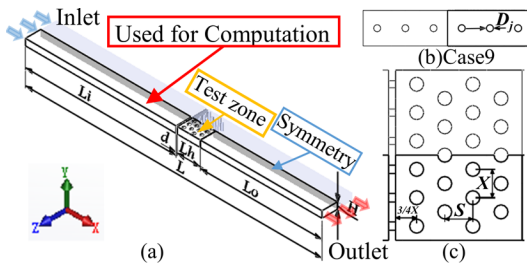 Inlet
Used for Computation
Test zone
Symmetry
Li
d
Lh
L
Lo
H
Outlet
Y
Z
X
(a)
Dj
(b)Case9
X
3/4X
S
(c)